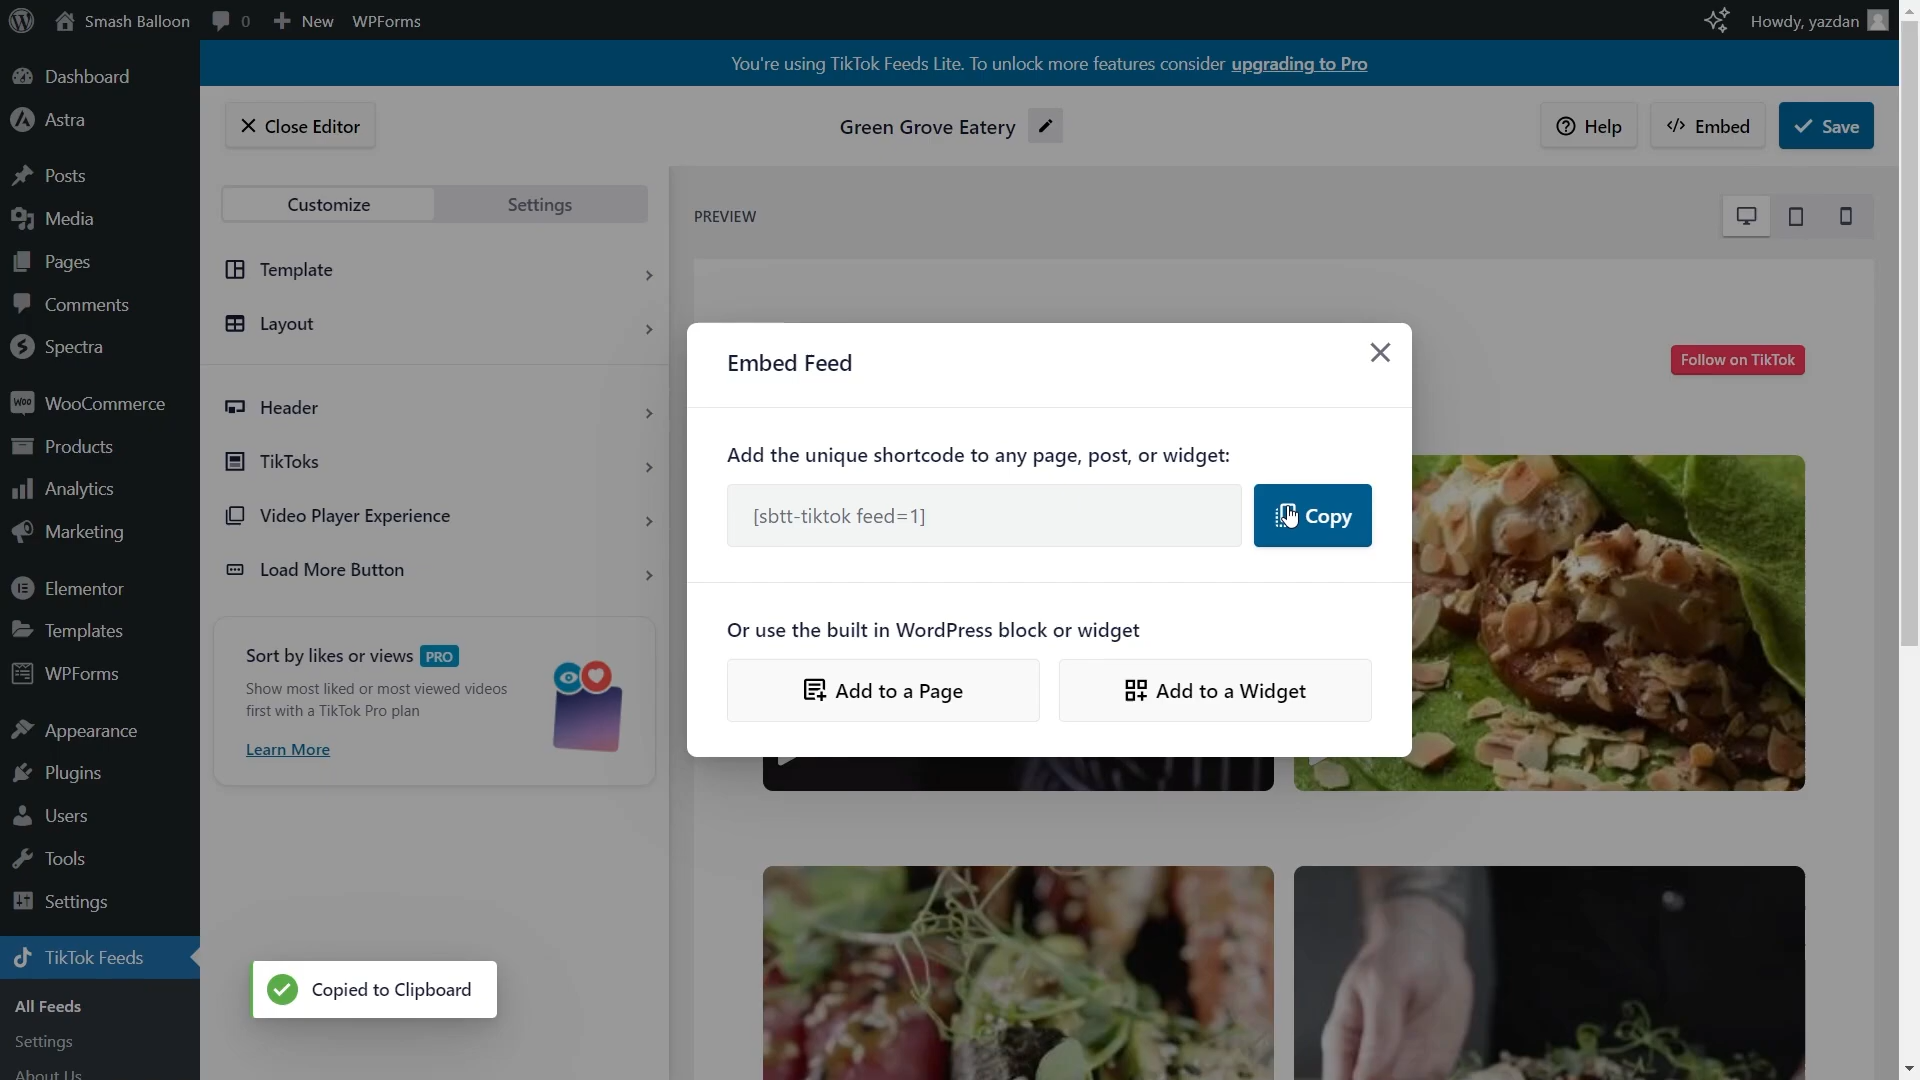 Smash Balloon 0 New WPForms Howdy, yazdan
Dashboard
Astra
Posts
Media
Pages
Comments
Spectra
WooCommerce
Products
Analytics
Marketing
Elementor
Templates
WPForms
Appearance
Plugins
Users
Tools
Settings
TikTok Feeds
All Feeds
Settings
About Us
You're using TikTok Feeds Lite. To unlock more features consider upgrading to Pro
Close Editor
Green Grove Eatery
Help
</> Embed
Save
Customize
Settings
Template
Layout
Header
TikToks
Video Player Experience
Load More Button
Sort by likes or views PRO
Show most liked or most viewed videos
first with a TikTok Pro plan
Learn More
Copied to Clipboard
PREVIEW
Follow on TikTok
Embed Feed
Add the unique shortcode to any page, post, or widget:
[sbtt-tiktok feed=1]
Copy
Or use the built in WordPress block or widget
Add to a Page
Add to a Widget